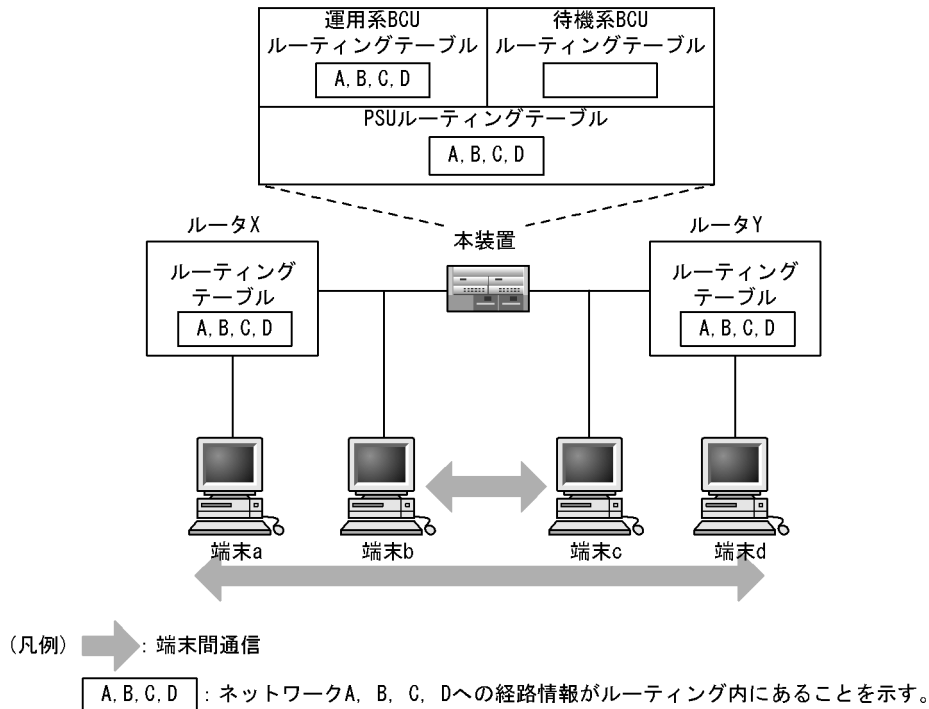 運用系BCU
ルーティングテーブル
A, B, C, D
待機系BCU
ルーティングテーブル
PSUルーティングテーブル
A, B, C, D
ルータX
本装置
ルータY
ルーティング
テーブル
A, B, C, D
ルーティング
テーブル
A, B, C, D
端末a
端末b
端末c
端末d
(凡例) : 端末間通信
A, B, C, D : ネットワークA, B, C, Dへの経路情報がルーティング内にあることを示す。